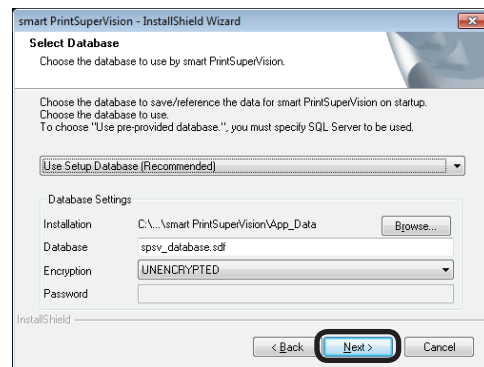 smart PrintSuperVision - InstallShield Wizard
Select Database
Choose the database to use by smart PrintSuperVision.
Choose the database to save/reference the data for smart PrintSuperVision on startup.
Choose the database to use.
To choose "Use pre-provided database.", you must specify SQL Server to be used.
Use Setup Database (Recommended)
Database Settings
Installation C:\...\smart PrintSuperVision\App_Data Browse...
Database spsv_database.sdf
Encryption UNENCRYPTED
Password
InstallShield
< Back Next > Cancel